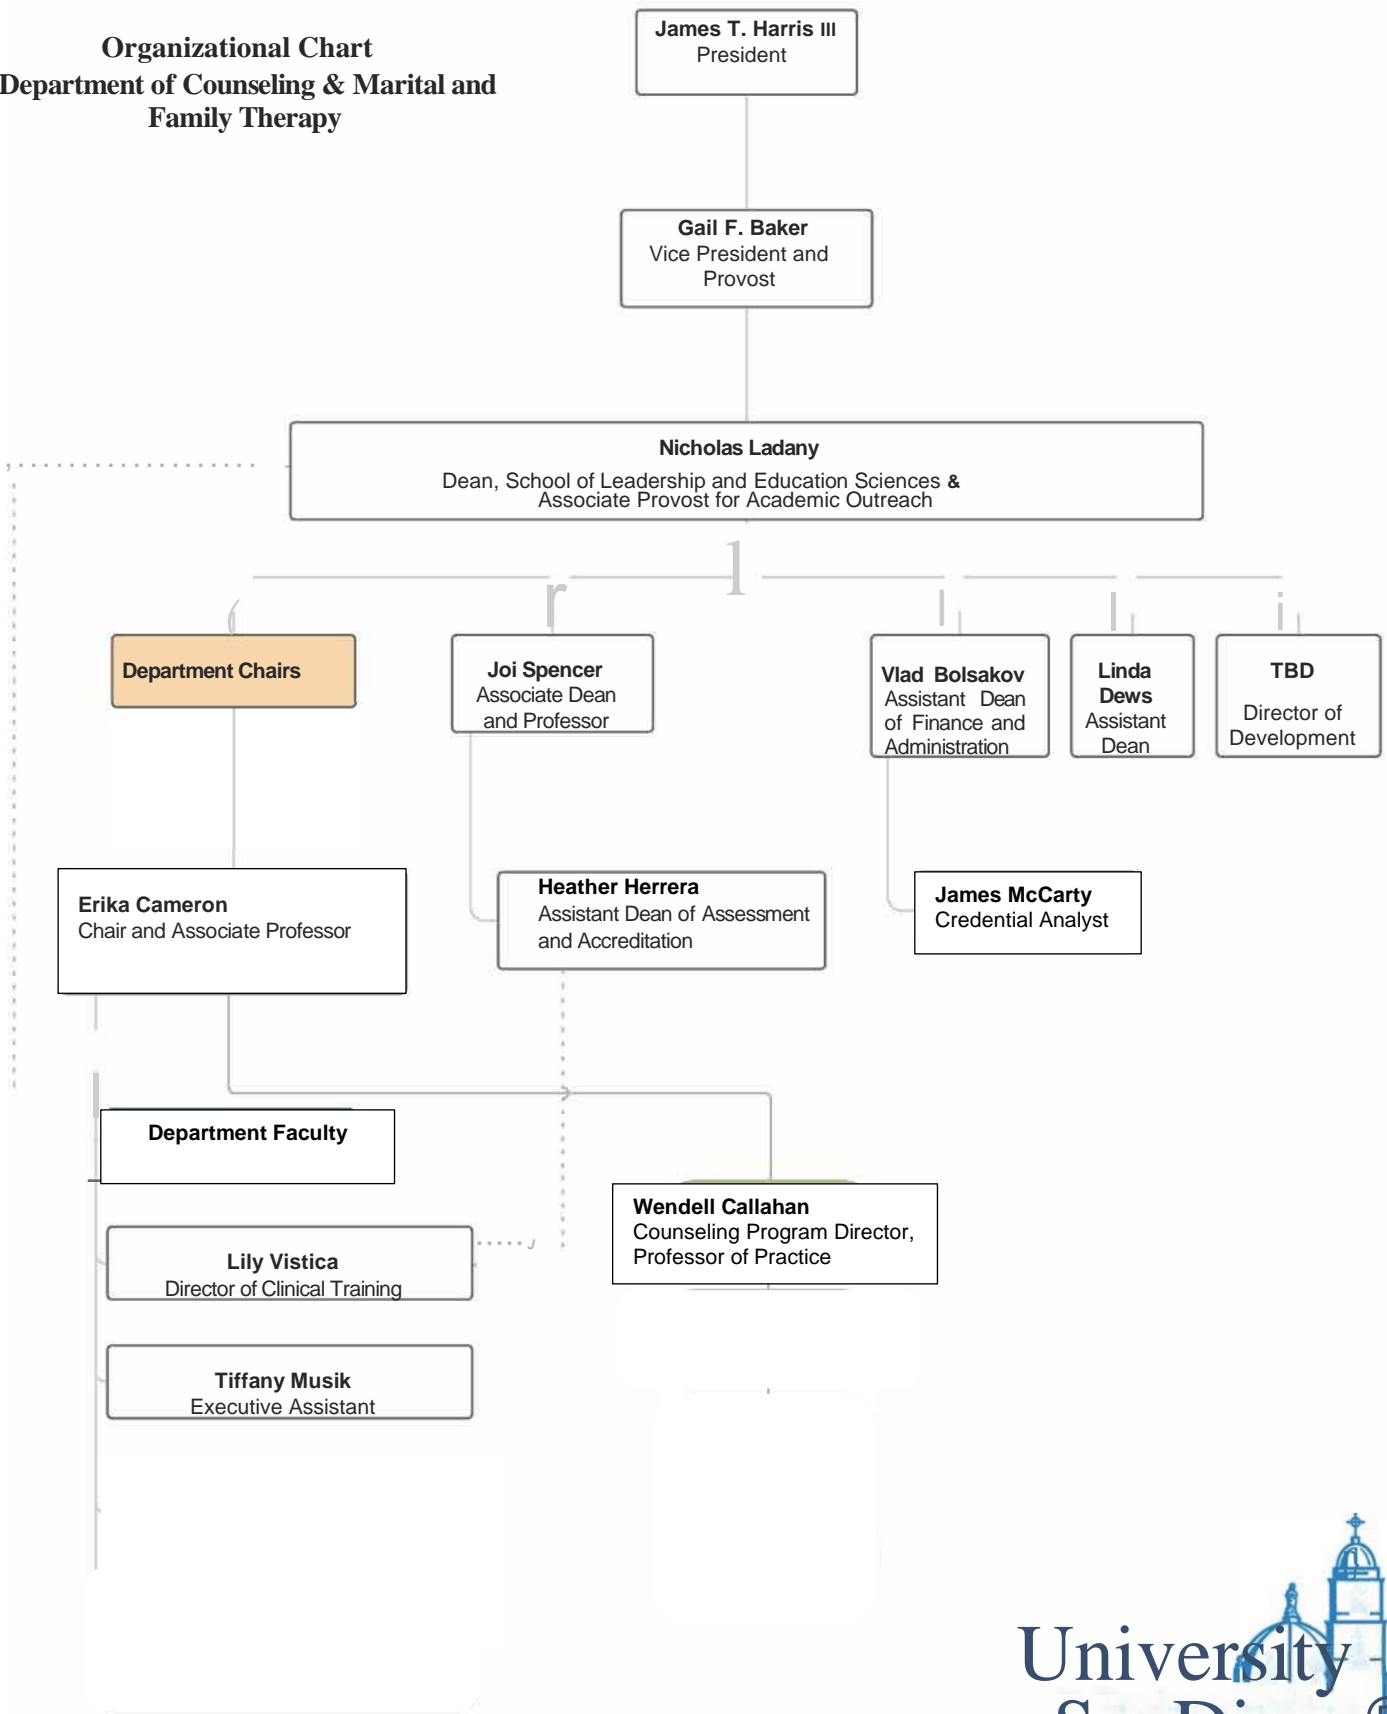 Organizational Chart
Department of Counseling & Marital and
Family Therapy
James T. Harris III
President
Gail F. Baker
Vice President and
Provost
Nicholas Ladany
Dean, School of Leadership and Education Sciences &
Associate Provost for Academic Outreach
Department Chairs
Joi Spencer
Associate Dean
and Professor
Vlad Bolsakov
Assistant Dean
of Finance and
Administration
Linda
Dews
Assistant
Dean
TBD
Director of
Development
Erika Cameron
Chair and Associate Professor
Heather Herrera
Assistant Dean of Assessment
and Accreditation
James McCarty
Credential Analyst
Department Faculty
Wendell Callahan
Counseling Program Director,
Professor of Practice
Lily Vistica
Director of Clinical Training
Tiffany Musik
Executive Assistant
University